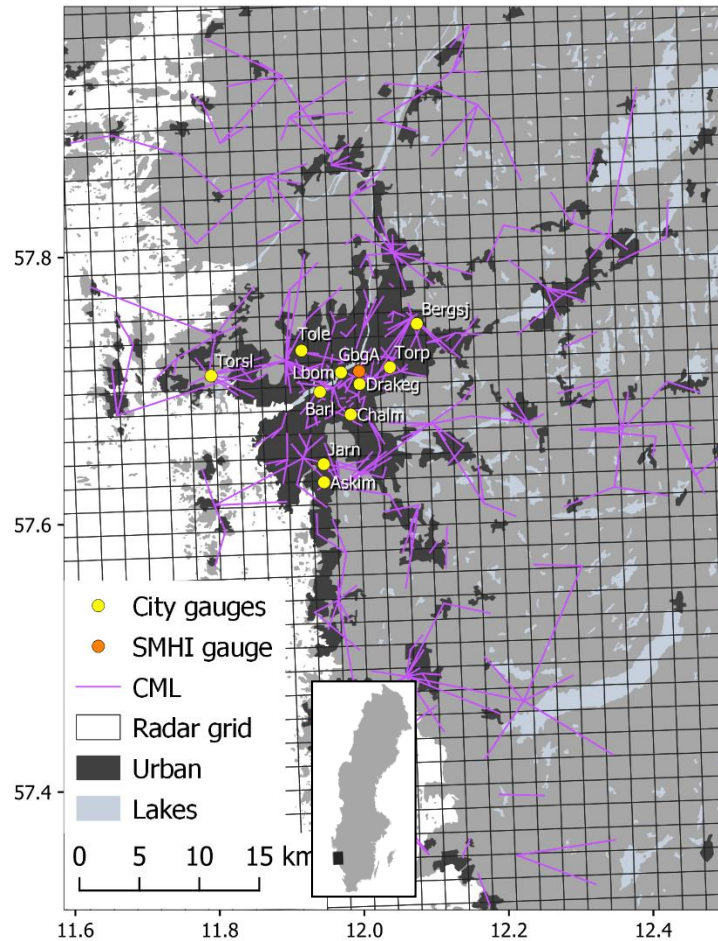 57.8
Bergsj
Tole
GbgA
Torp
Torsl
Lbom
Drakeg
Barl
Chalm
Jarn
Askim
57.6
City gauges
SMHI gauge
CML
Radar grid
Urban
Lakes
57.4
0 5 10 15 km
11.6 11.8 12.0 12.2 12.4